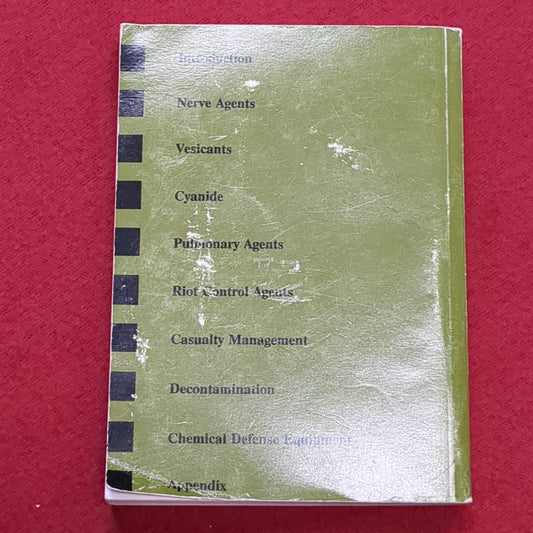 Introduction
Nerve Agents
Vesicants
Cyanide
Pulmonary Agents
Riot Control Agents
Casualty Management
Decontamination
Chemical Defense Equipment
Appendix